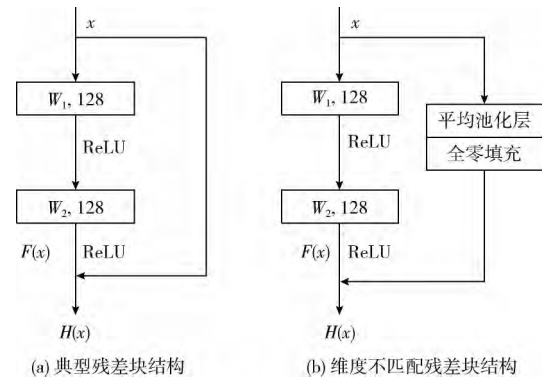 x
W₁, 128
ReLU
W₂, 128
F(x)
ReLU
H(x)
(a) 典型残差块结构
x
W₁, 128
ReLU
W₂, 128
F(x)
ReLU
平均池化层
全零填充
H(x)
(b) 维度不匹配残差块结构